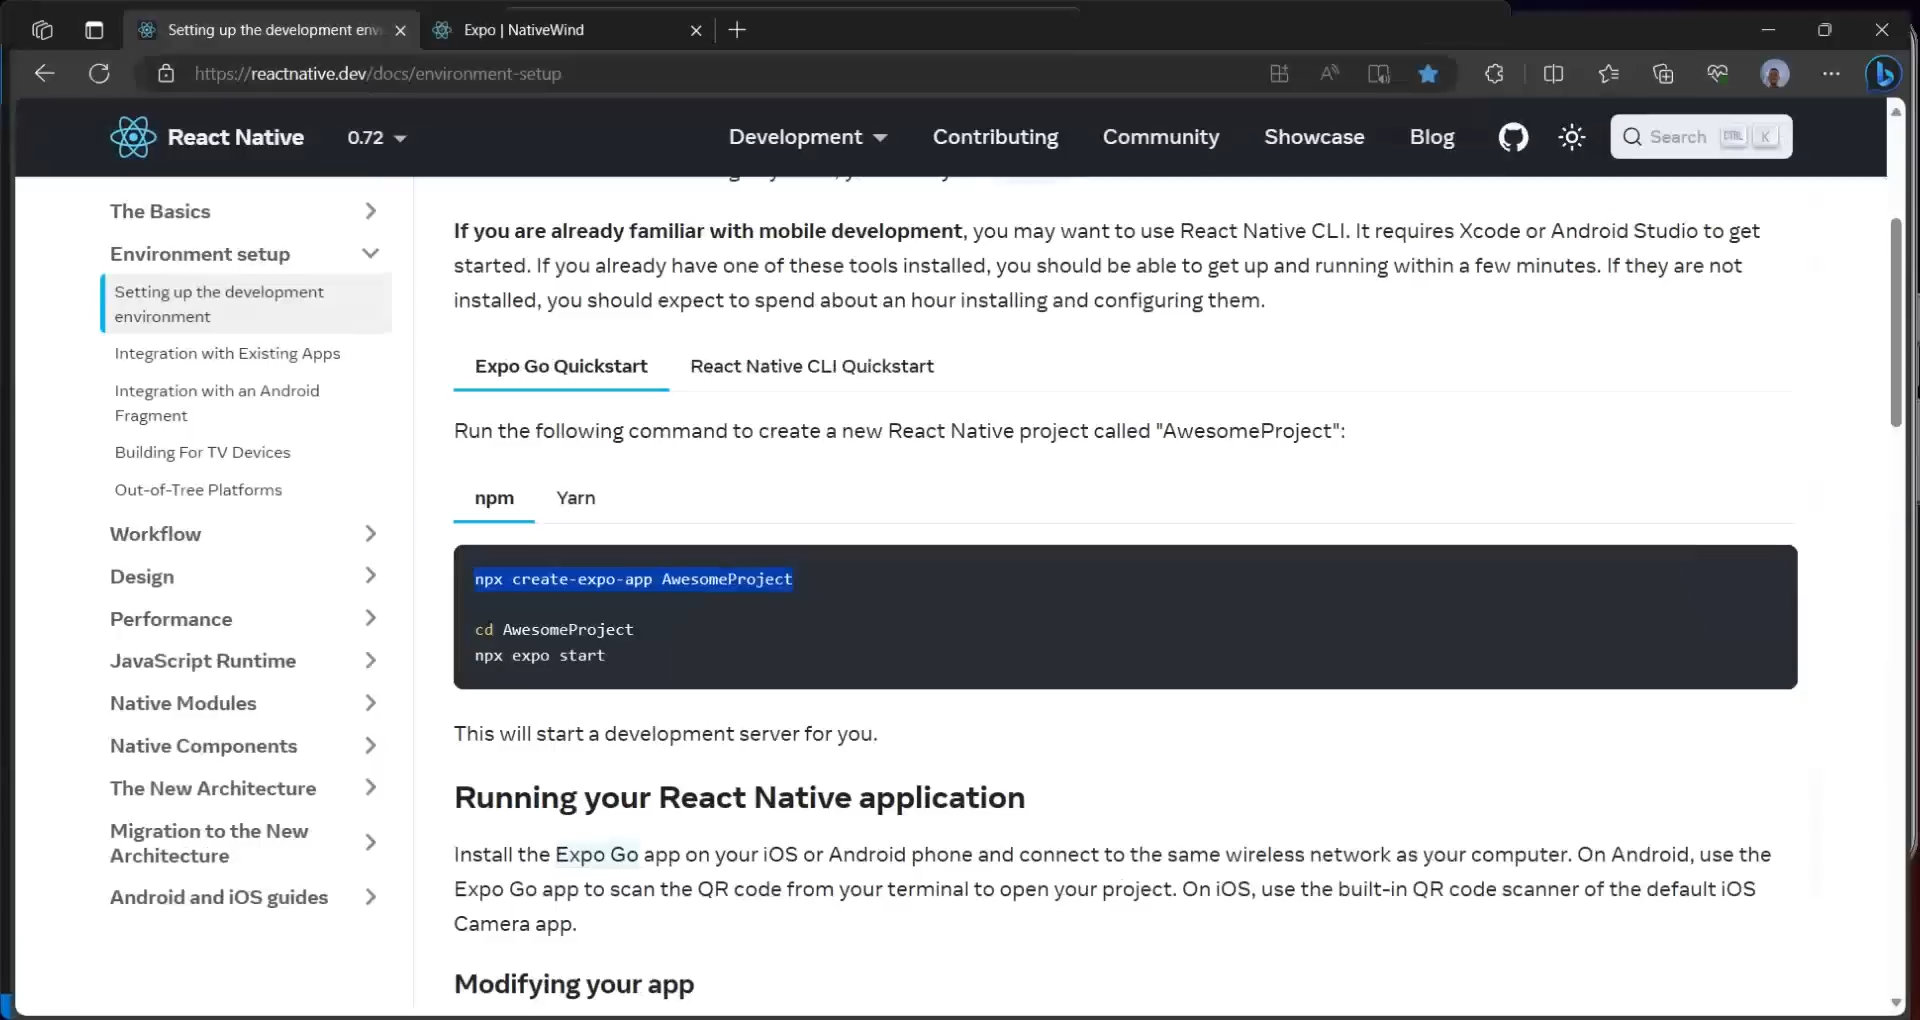 Setting up the development env
Expo | NativeWind
https://reactnative.dev/docs/environment-setup
React Native
0.72
Development
Contributing
Community
Showcase
Blog
Search
CTRL
K
The Basics
Environment setup
Setting up the development
environment
Integration with Existing Apps
Integration with an Android
Fragment
Building For TV Devices
Out-of-Tree Platforms
Workflow
Design
Performance
JavaScript Runtime
Native Modules
Native Components
The New Architecture
Migration to the New
Architecture
Android and iOS guides
If you are already familiar with mobile development, you may want to use React Native CLI. It requires Xcode or Android Studio to get
started. If you already have one of these tools installed, you should be able to get up and running within a few minutes. If they are not
installed, you should expect to spend about an hour installing and configuring them.
Expo Go Quickstart
React Native CLI Quickstart
Run the following command to create a new React Native project called "AwesomeProject":
npm
Yarn
npx create-expo-app AwesomeProject
cd AwesomeProject
npx expo start
This will start a development server for you.
Running your React Native application
Install the Expo Go app on your iOS or Android phone and connect to the same wireless network as your computer. On Android, use the
Expo Go app to scan the QR code from your terminal to open your project. On iOS, use the built-in QR code scanner of the default iOS
Camera app.
Modifying your app